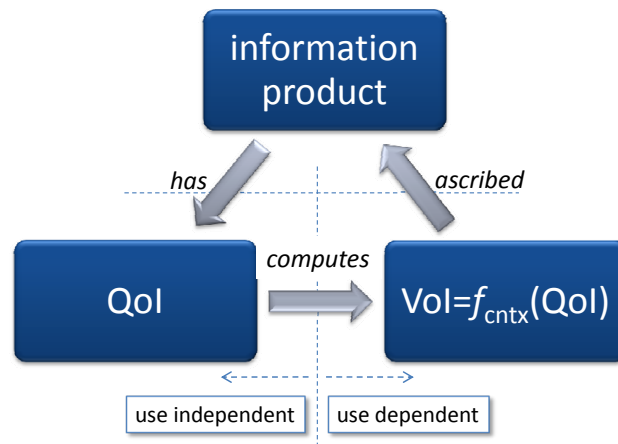 information
product
has
ascribed
computes
QoI
VoI=fcntx(QoI)
use independent
use dependent